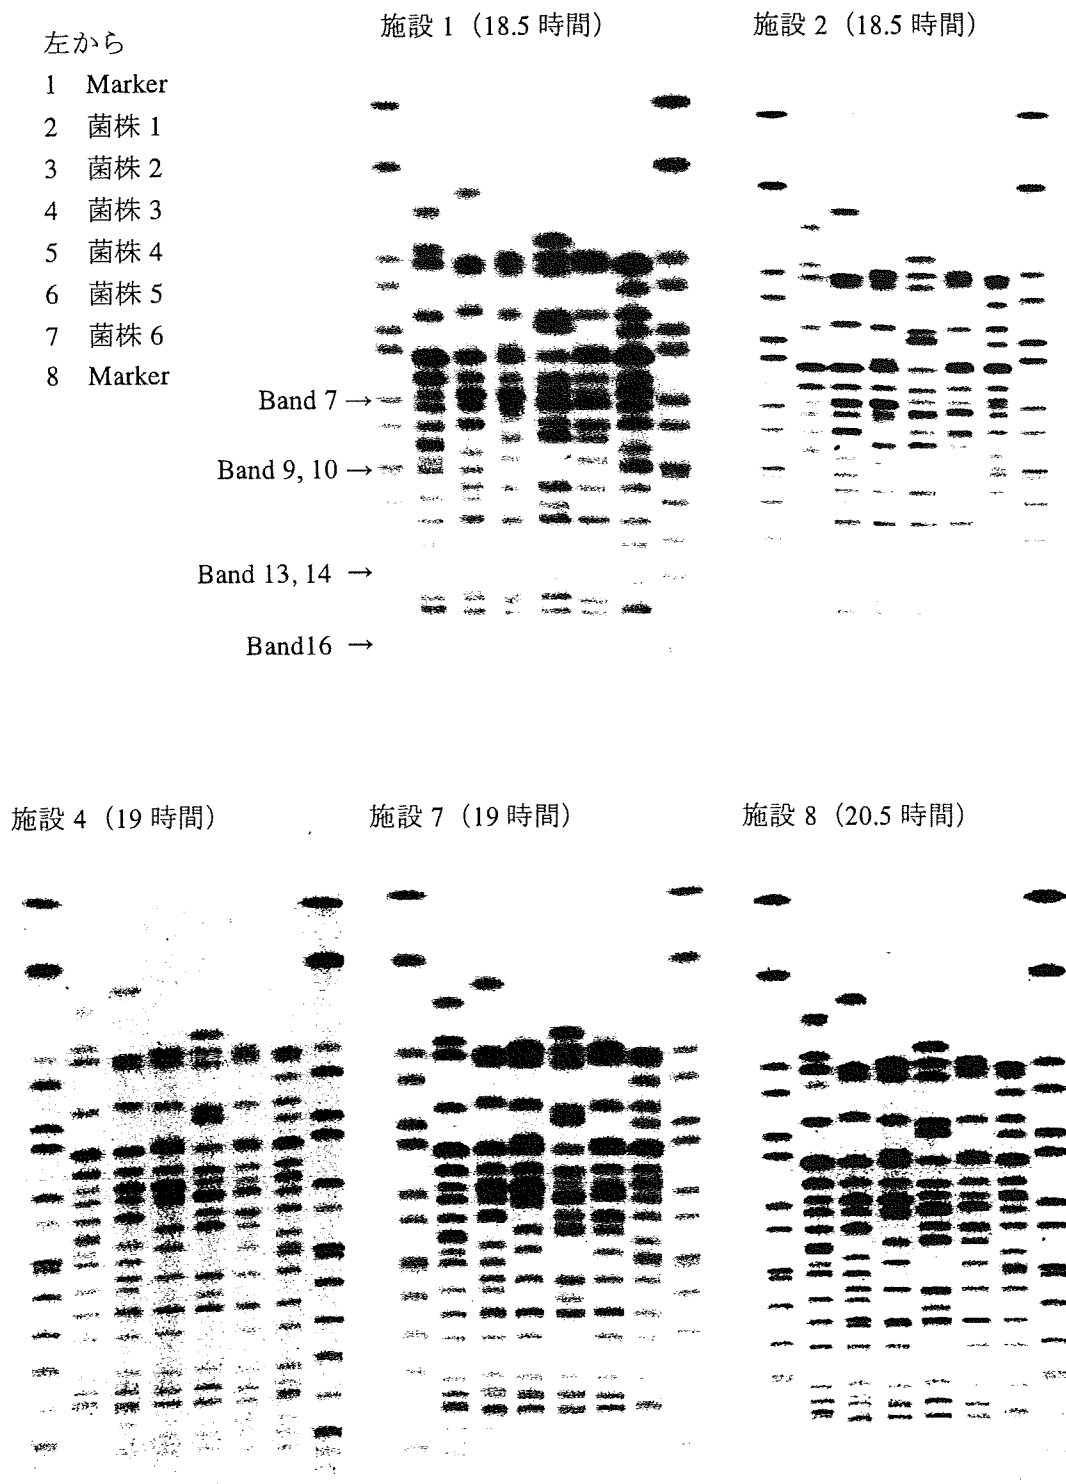 左から
1 Marker
2 菌株 1
3 菌株 2
4 菌株 3
5 菌株 4
6 菌株 5
7 菌株 6
8 Marker
施設 1（18.5 時間）
施設 2（18.5 時間）
Band 7 →
Band 9, 10 →
Band 13, 14 →
Band16 →
施設 4（19 時間）
施設 7（19 時間）
施設 8（20.5 時間）